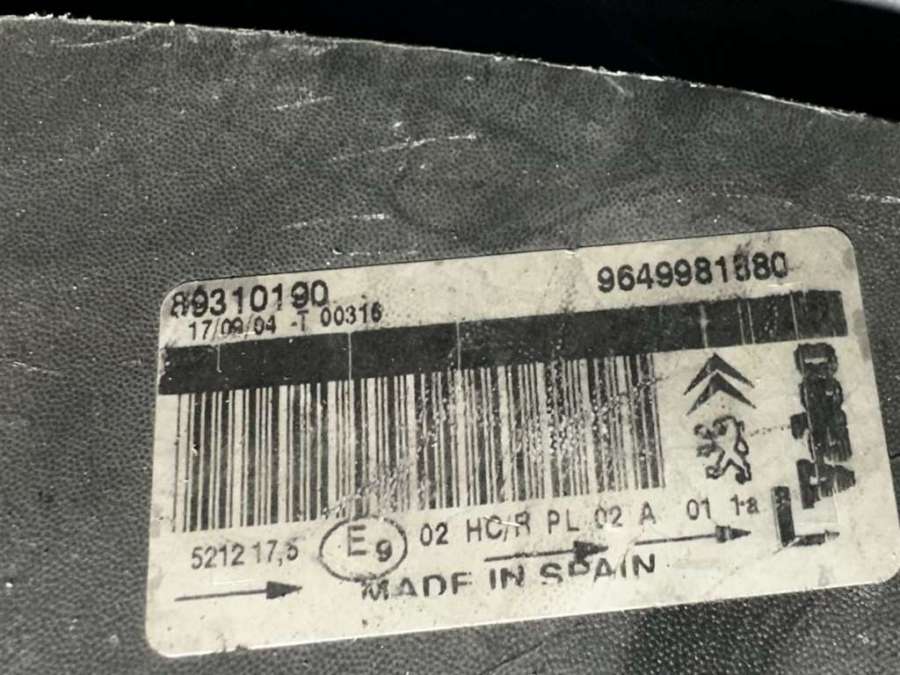 89310190
9649981880
17/09/04 -T 00316
5212 17,5
E9
02 HC/R PL 02 A 01 1a
MADE IN SPAIN